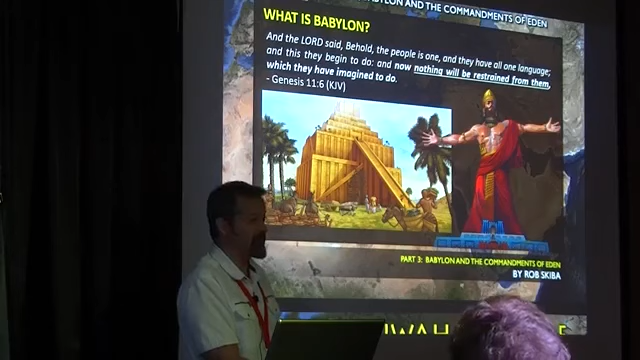 BABYLON AND THE COMMANDMENTS OF EDEN
WHAT IS BABYLON?
And the LORD said, Behold, the people is one, and they have all one language;
and this they begin to do: and now nothing will be restrained from them,
which they have imagined to do.
- Genesis 11:6 (KJV)
PART 3: BABYLON AND THE COMMANDMENTS OF EDEN
BY ROB SKIBA